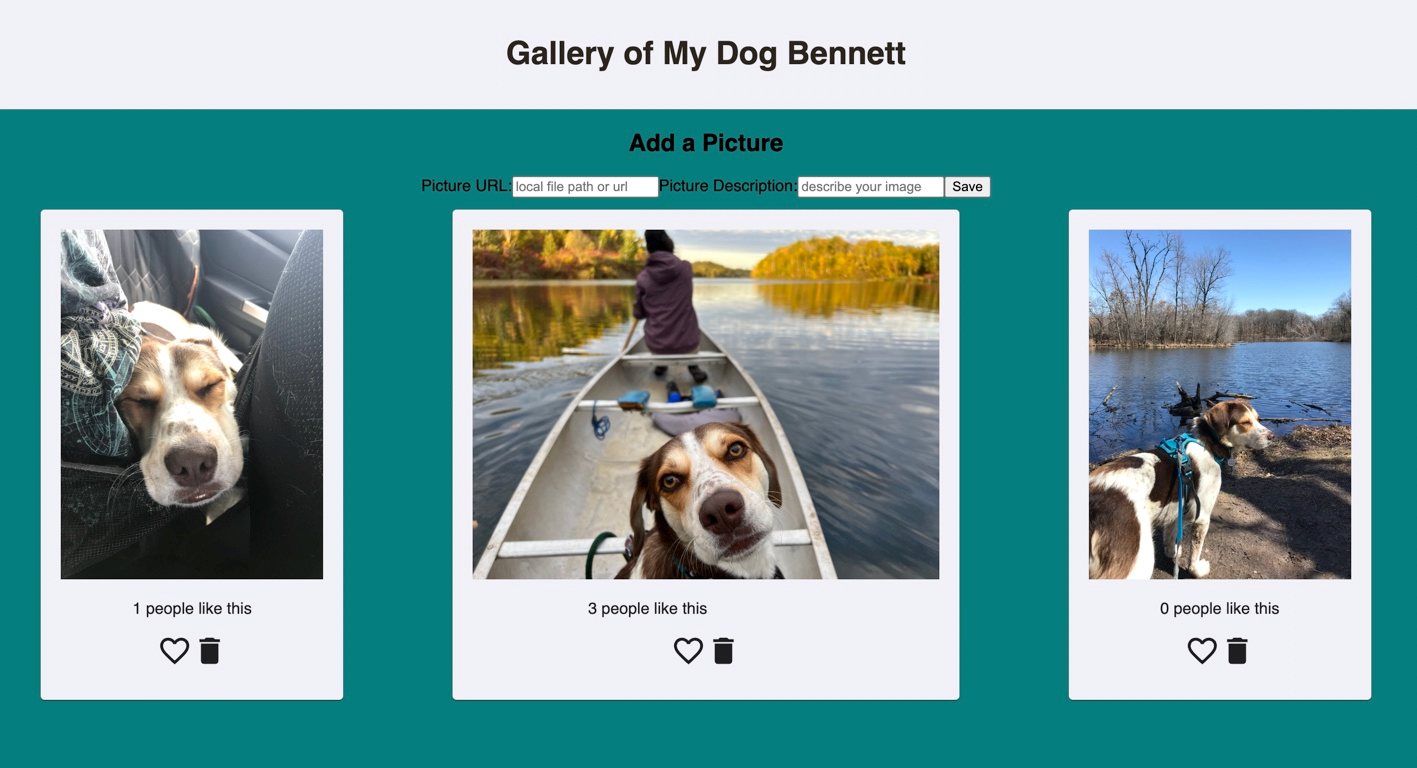 Gallery of My Dog Bennett
Add a Picture
Picture URL: local file path or url Picture Description: describe your image Save
1 people like this
3 people like this
0 people like this